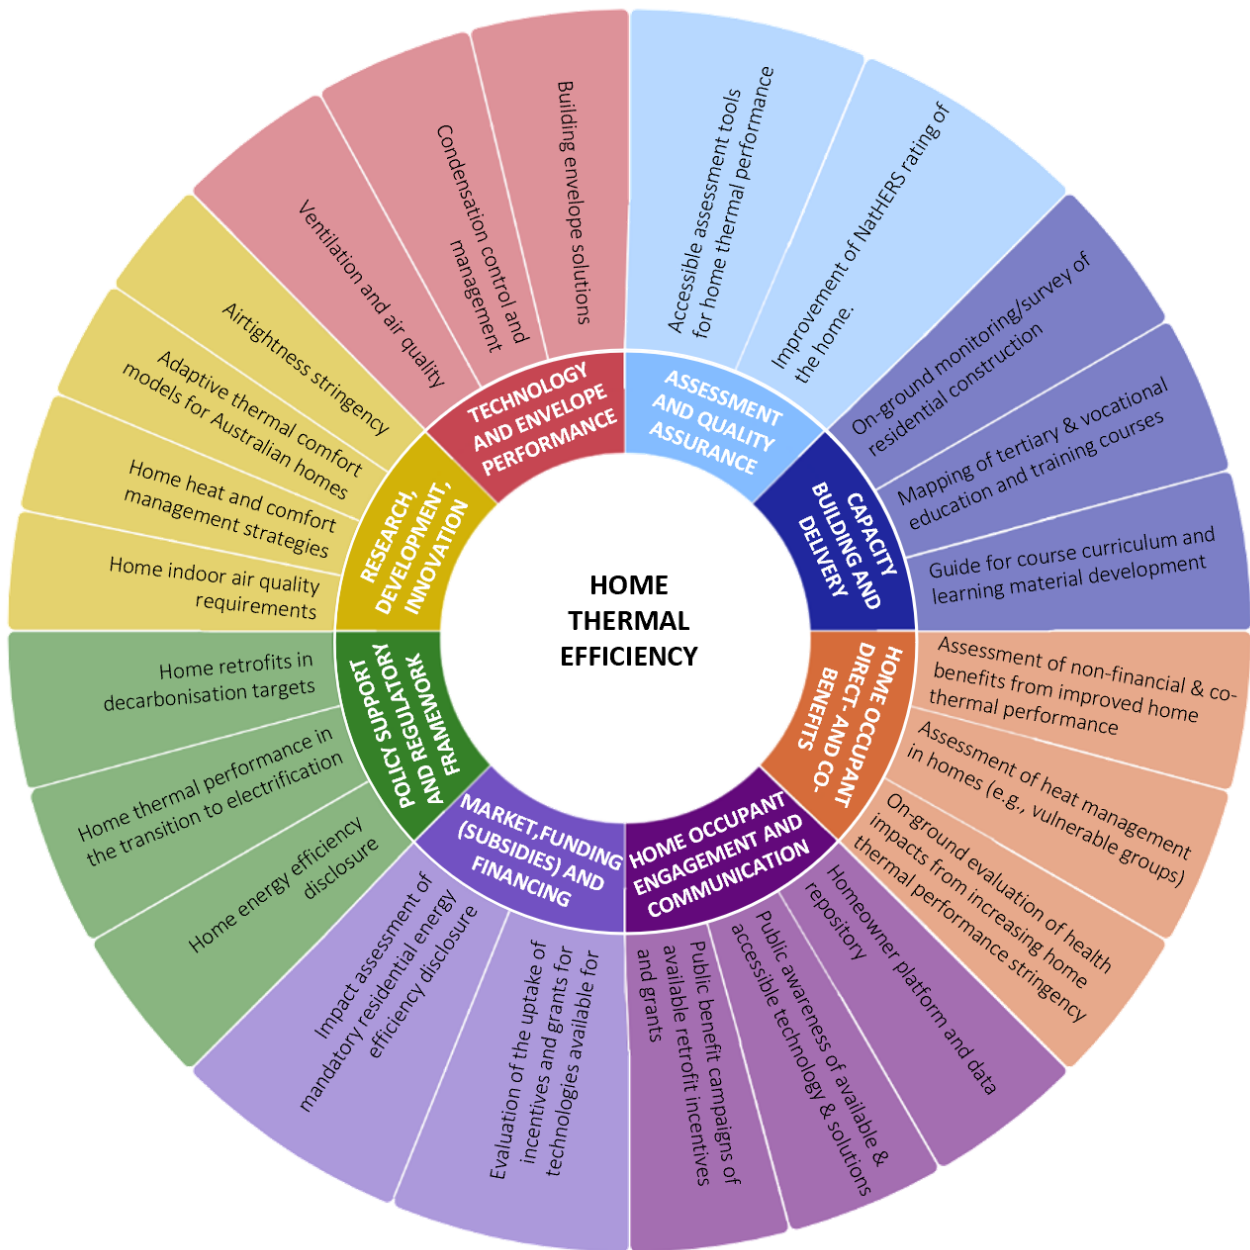 HOME
THERMAL
EFFICIENCY
ASSESSMENT
AND QUALITY
ASSURANCE
Accessible assessment tools
for home thermal performance
Improvement of NatHERS rating of
the home.
CAPACITY
BUILDING AND
DELIVERY
On-ground monitoring/survey of
residential construction
Mapping of tertiary & vocational
education and training courses
Guide for course curriculum and
learning material development
HOME OCCUPANT
DIRECT- AND CO-
BENEFITS
Assessment of non-financial & co-
benefits from improved home
thermal performance
Assessment of heat management
in homes (e.g., vulnerable groups)
On-ground evaluation of health
impacts from increasing home
thermal performance stringency
HOME OCCUPANT
ENGAGEMENT AND
COMMUNICATION
Homeowner platform and data
repository
Public awareness of available &
accessible technology & solutions
Public benefit campaigns of
available retrofit incentives
and grants
MARKET,FUNDING
(SUBSIDIES) AND
FINANCING
Evaluation of the uptake of
incentives and grants for
technologies available for
Impact assessment of
mandatory residential energy
efficiency disclosure
POLICY SUPPORT
AND REGULATORY
FRAMEWORK
Home energy efficiency
disclosure
Home thermal performance in
the transition to electrification
Home retrofits in
decarbonisation targets
RESEARCH,
DEVELOPMENT,
INNOVATION
Home indoor air quality
requirements
Home heat and comfort
management strategies
Adaptive thermal comfort
models for Australian homes
Airtightness stringency
TECHNOLOGY
AND ENVELOPE
PERFORMANCE
Ventilation and air quality
Condensation control and
management
Building envelope solutions